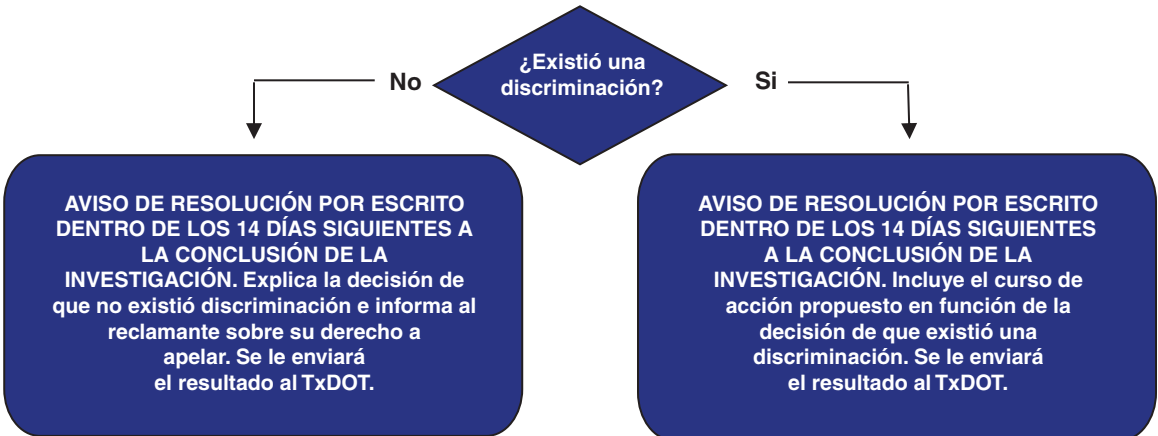 ¿Existió una
discriminación?
No
Si
AVISO DE RESOLUCIÓN POR ESCRITO
DENTRO DE LOS 14 DÍAS SIGUIENTES A
LA CONCLUSIÓN DE LA
INVESTIGACIÓN. Explica la decisión de
que no existió discriminación e informa al
reclamante sobre su derecho a
apelar. Se le enviará
el resultado al TxDOT.
AVISO DE RESOLUCIÓN POR ESCRITO
DENTRO DE LOS 14 DÍAS SIGUIENTES
A LA CONCLUSIÓN DE LA
INVESTIGACIÓN. Incluye el curso de
acción propuesto en función de la
decisión de que existió una
discriminación. Se le enviará
el resultado al TxDOT.